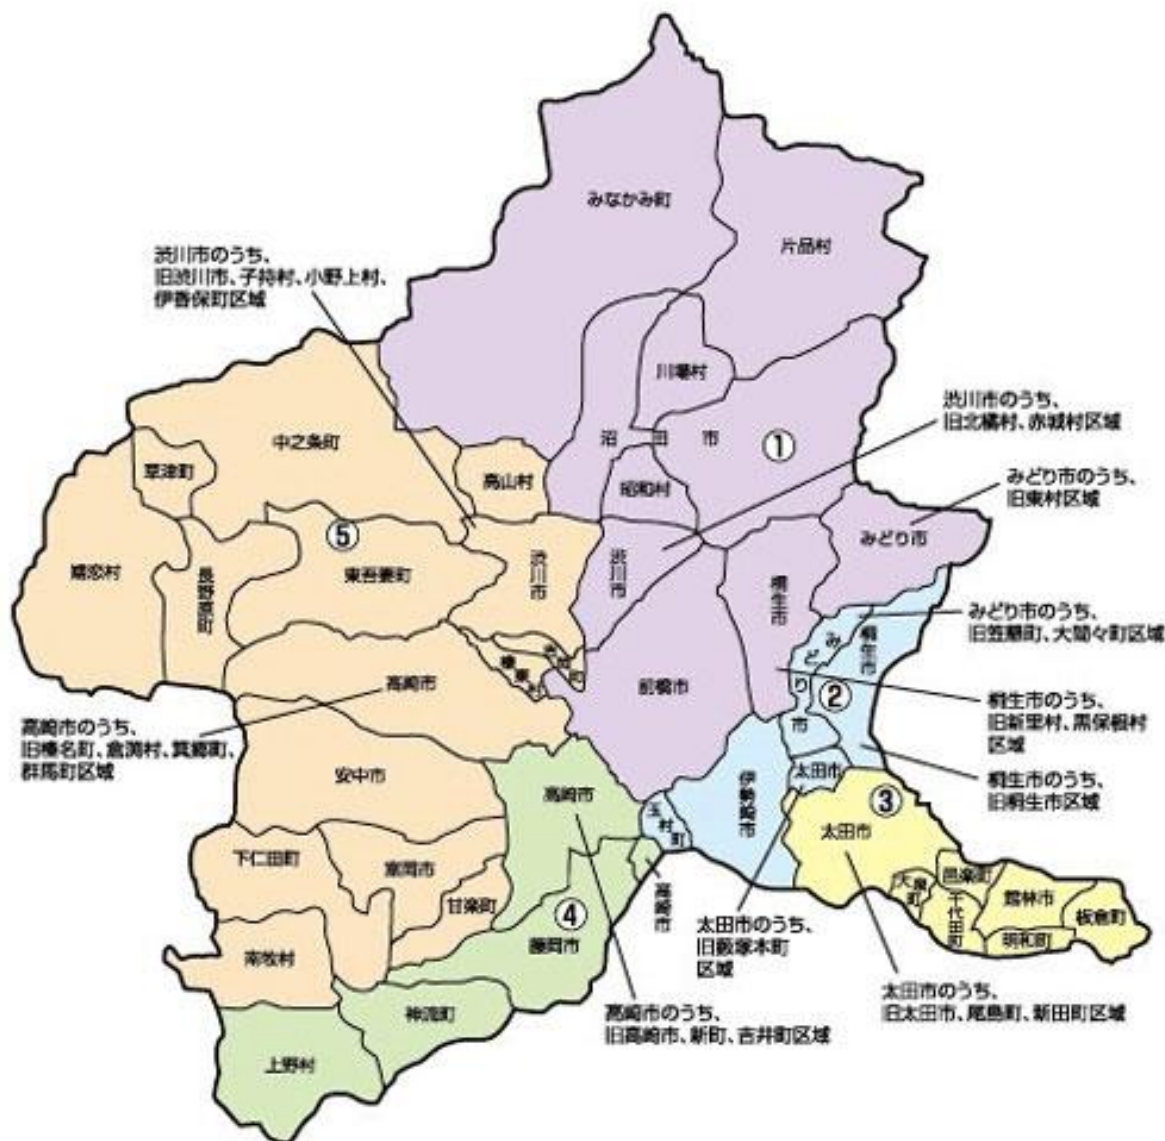 みなかみ町
片品村
渋川市のうち、
旧渋川市、子持村、小野上村、
伊香保町区域
川場村
渋川市のうち、
旧北橘村、赤城村区域
沼田市
①
中之条町
草津町
高山村
昭和村
みどり市のうち、
旧東村区域
⑤
みどり市
嬬恋村
長野原町
東吾妻町
渋川市
渋川市
桐生市
みどり市のうち、
旧笠懸町、大間々町区域
みどり市
桐生市
榛東村
吉岡町
前橋市
高崎市
②
桐生市のうち、
旧新里村、黒保根村
区域
高崎市のうち、
旧榛名町、倉渕村、箕郷町、
群馬町区域
安中市
高崎市
伊勢崎市
太田市
桐生市のうち、
旧桐生市区域
③
玉村町
太田市
下仁田町
富岡市
甘楽町
高崎市
大泉町
邑楽町
千代田町
館林市
板倉町
明和町
④
藤岡市
太田市のうち、
旧藪塚本町
区域
南牧村
太田市のうち、
旧太田市、尾島町、新田町区域
神流町
高崎市のうち、
旧高崎市、新町、吉井町区域
上野村